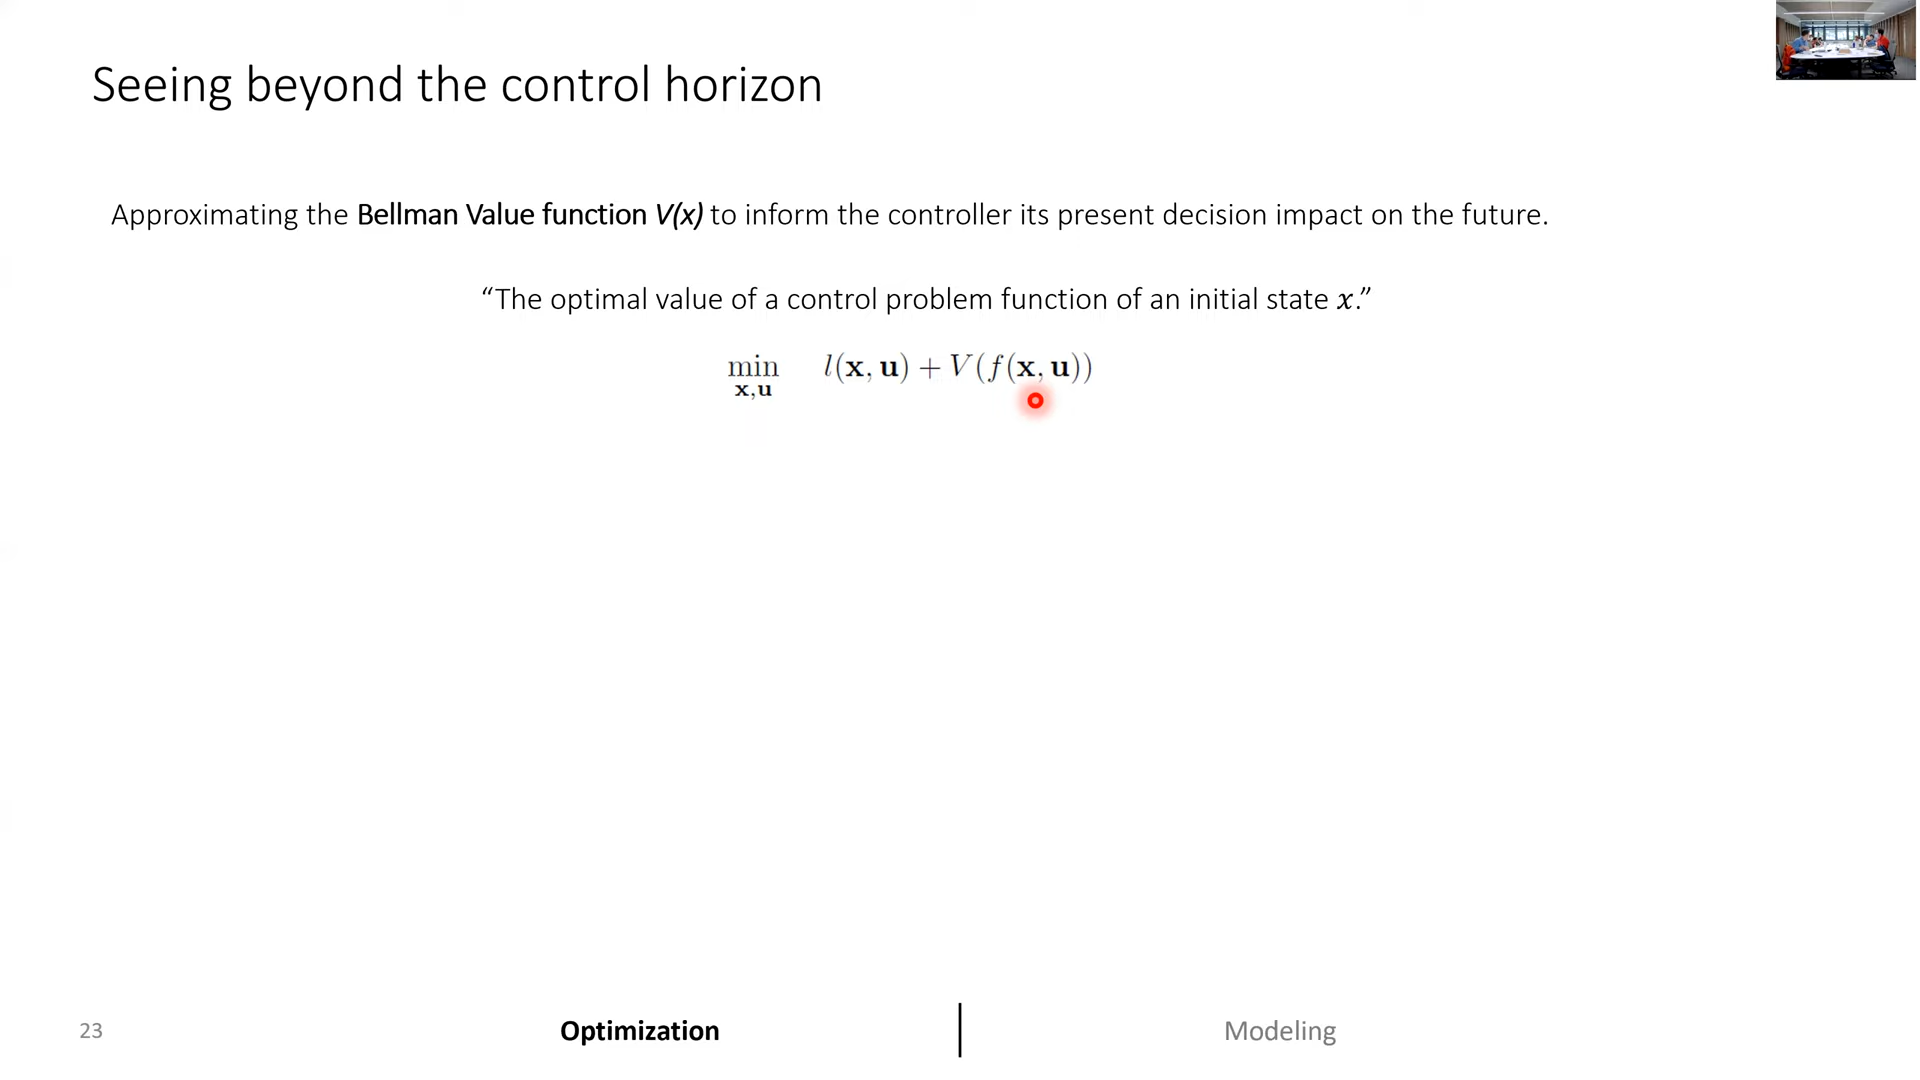 Seeing beyond the control horizon
Approximating the Bellman Value function V(x) to inform the controller its present decision impact on the future.
“The optimal value of a control problem function of an initial state x.”
min l(x, u) + V(f(x, u))
x,u
23 Optimization Modeling